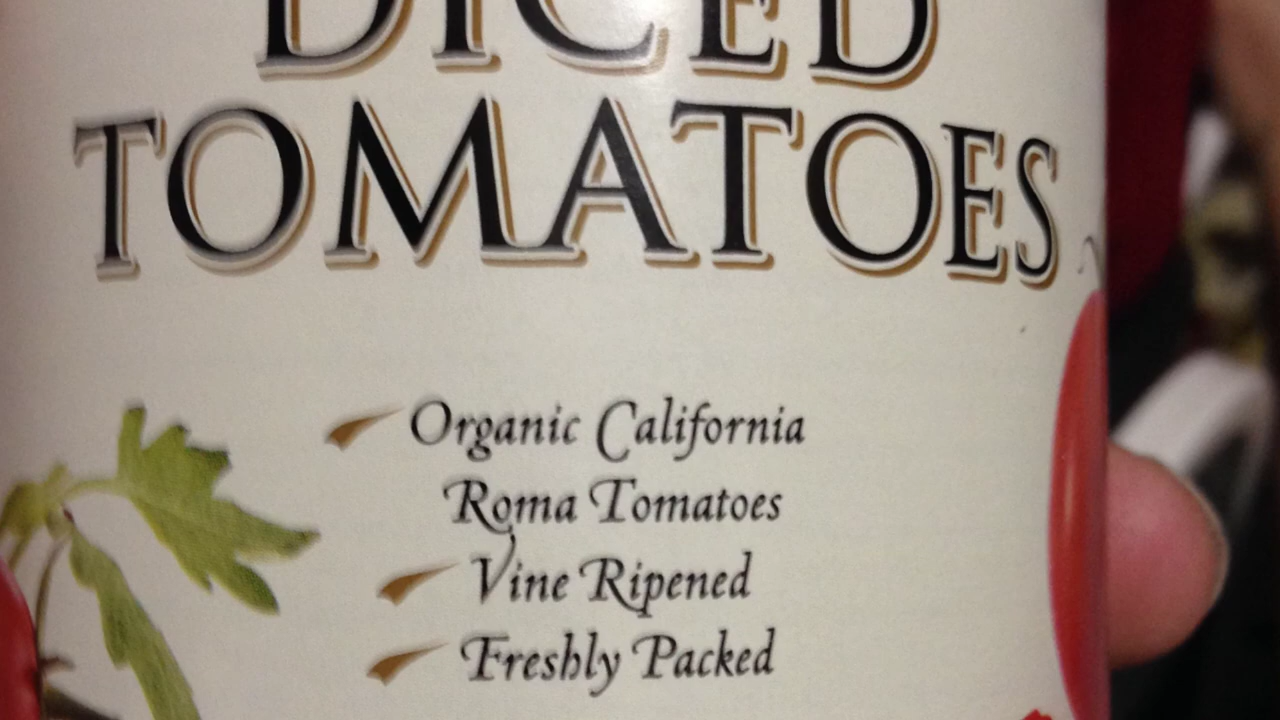 DICED
TOMATOES
Organic California
Roma Tomatoes
Vine Ripened
Freshly Packed